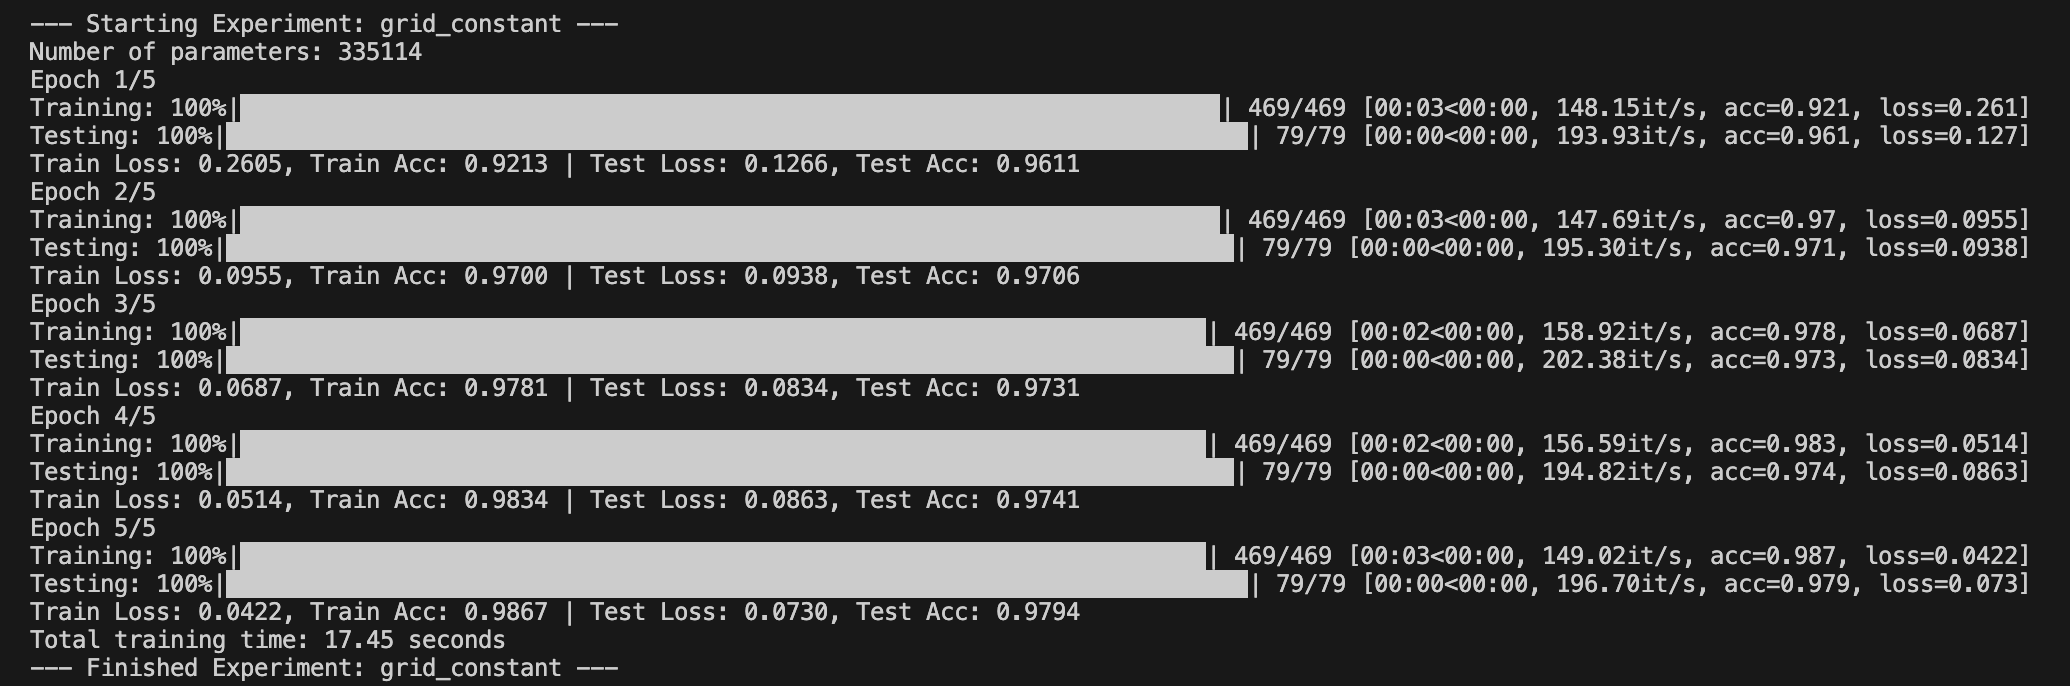 --- Starting Experiment: grid_constant ---
Number of parameters: 335114
Epoch 1/5
Training: 100%|██████████| 469/469 [00:03<00:00, 148.15it/s, acc=0.921, loss=0.261]
Testing: 100%|██████████| 79/79 [00:00<00:00, 193.93it/s, acc=0.961, loss=0.127]
Train Loss: 0.2605, Train Acc: 0.9213 | Test Loss: 0.1266, Test Acc: 0.9611
Epoch 2/5
Training: 100%|██████████| 469/469 [00:03<00:00, 147.69it/s, acc=0.97, loss=0.0955]
Testing: 100%|██████████| 79/79 [00:00<00:00, 195.30it/s, acc=0.971, loss=0.0938]
Train Loss: 0.0955, Train Acc: 0.9700 | Test Loss: 0.0938, Test Acc: 0.9706
Epoch 3/5
Training: 100%|██████████| 469/469 [00:02<00:00, 158.92it/s, acc=0.978, loss=0.0687]
Testing: 100%|██████████| 79/79 [00:00<00:00, 202.38it/s, acc=0.973, loss=0.0834]
Train Loss: 0.0687, Train Acc: 0.9781 | Test Loss: 0.0834, Test Acc: 0.9731
Epoch 4/5
Training: 100%|██████████| 469/469 [00:02<00:00, 156.59it/s, acc=0.983, loss=0.0514]
Testing: 100%|██████████| 79/79 [00:00<00:00, 194.82it/s, acc=0.974, loss=0.0863]
Train Loss: 0.0514, Train Acc: 0.9834 | Test Loss: 0.0863, Test Acc: 0.9741
Epoch 5/5
Training: 100%|██████████| 469/469 [00:03<00:00, 149.02it/s, acc=0.987, loss=0.0422]
Testing: 100%|██████████| 79/79 [00:00<00:00, 196.70it/s, acc=0.979, loss=0.073]
Train Loss: 0.0422, Train Acc: 0.9867 | Test Loss: 0.0730, Test Acc: 0.9794
Total training time: 17.45 seconds
--- Finished Experiment: grid_constant ---